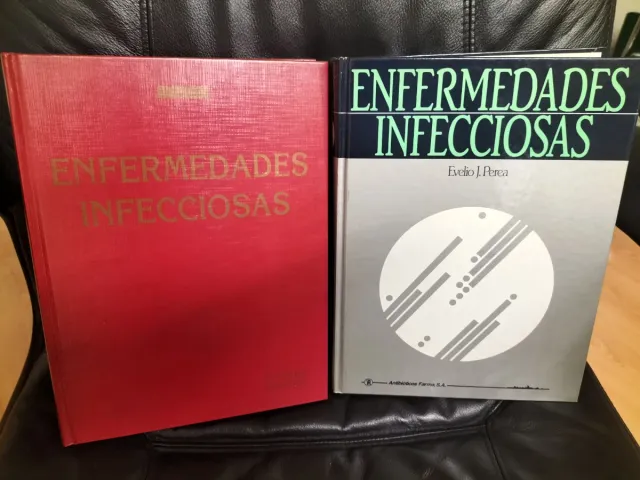 ENFERMEDADES
INFECCIOSAS
ENFERMEDADES
INFECCIOSAS
Evelio J. Perea
Antibióticos Farma, S.A.